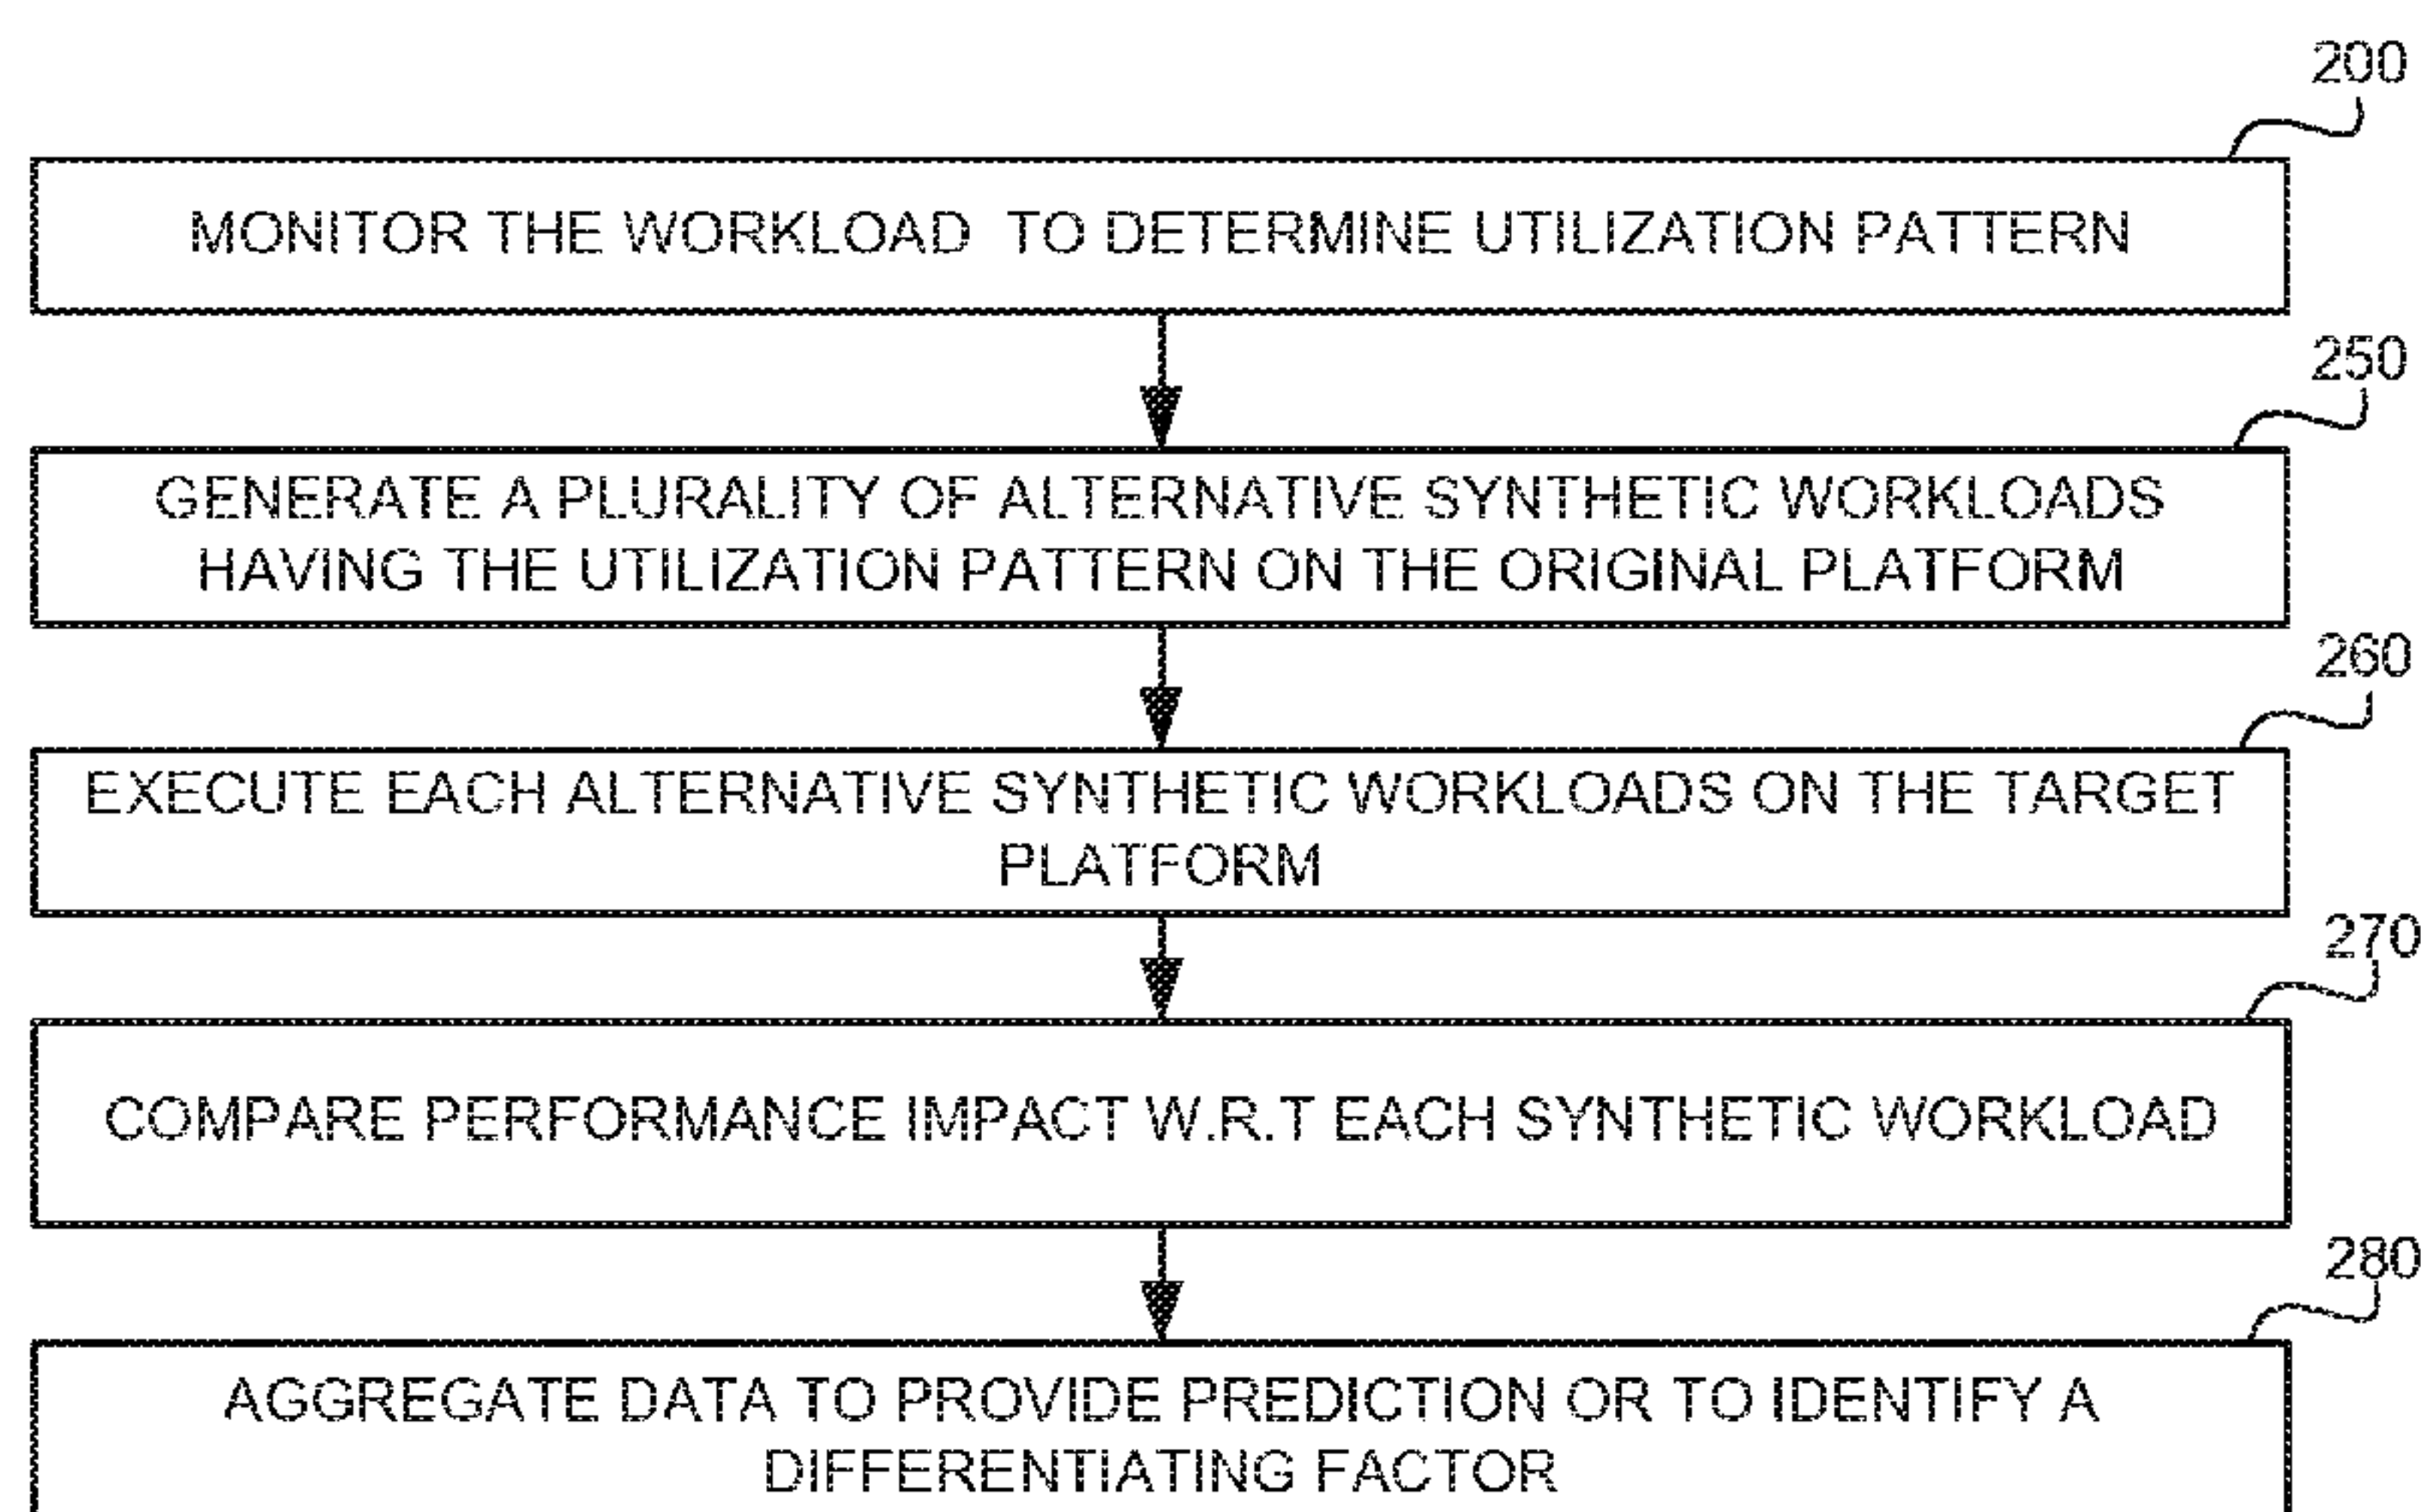 200
MONITOR THE WORKLOAD TO DETERMINE UTILIZATION PATTERN
250
GENERATE A PLURALITY OF ALTERNATIVE SYNTHETIC WORKLOADS
HAVING THE UTILIZATION PATTERN ON THE ORIGINAL PLATFORM
260
EXECUTE EACH ALTERNATIVE SYNTHETIC WORKLOADS ON THE TARGET
PLATFORM
270
COMPARE PERFORMANCE IMPACT W.R.T EACH SYNTHETIC WORKLOAD
280
AGGREGATE DATA TO PROVIDE PREDICTION OR TO IDENTIFY A
DIFFERENTIATING FACTOR